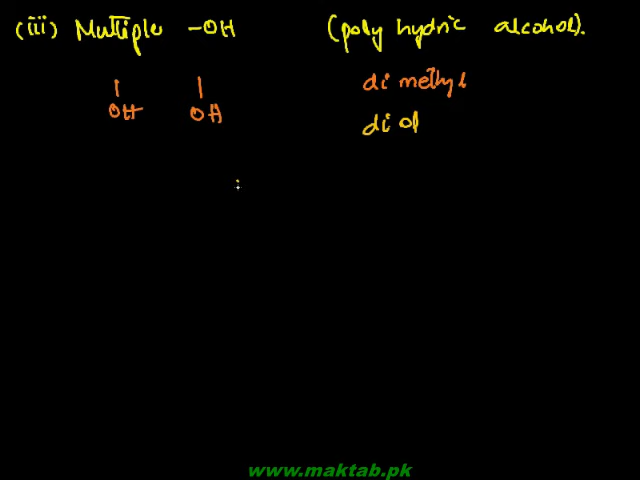 (iii) Multiple -OH (poly hydric alcohol).
OH OH di methyl
di ol
www.maktab.pk